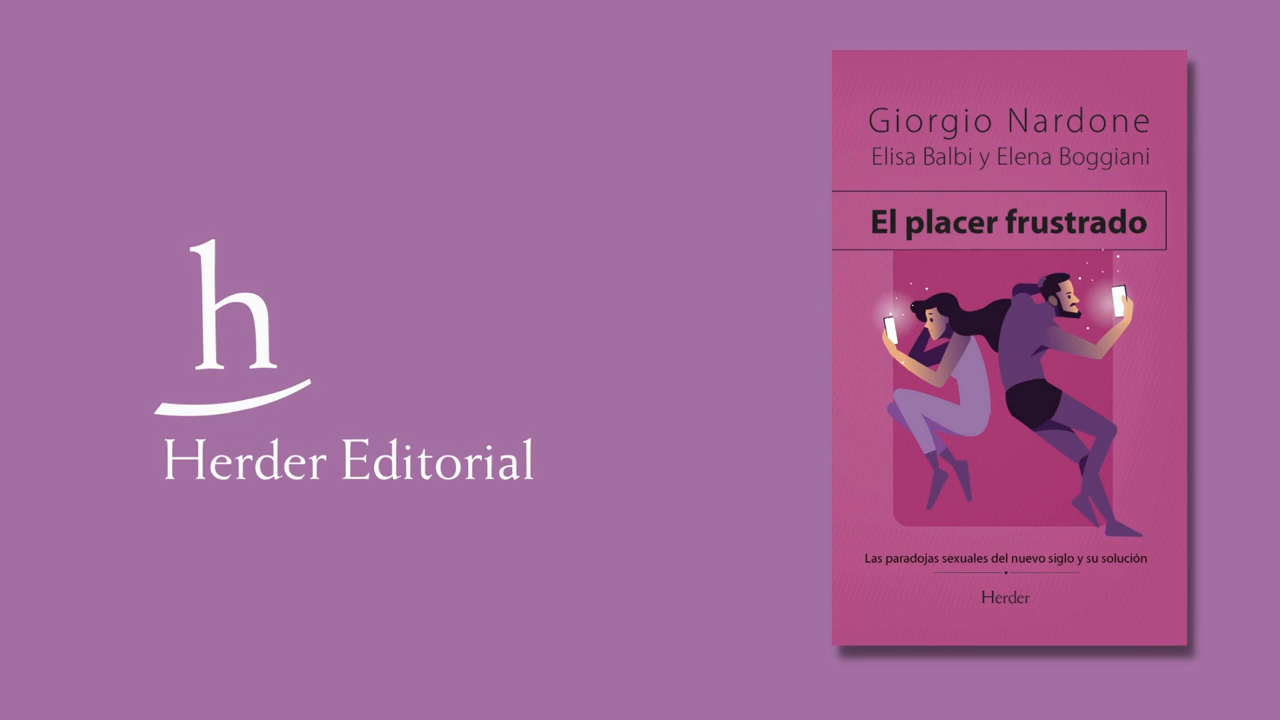 h
Herder Editorial
Giorgio Nardone
Elisa Balbi y Elena Boggiani
El placer frustrado
Las paradojas sexuales del nuevo siglo y su solución
Herder